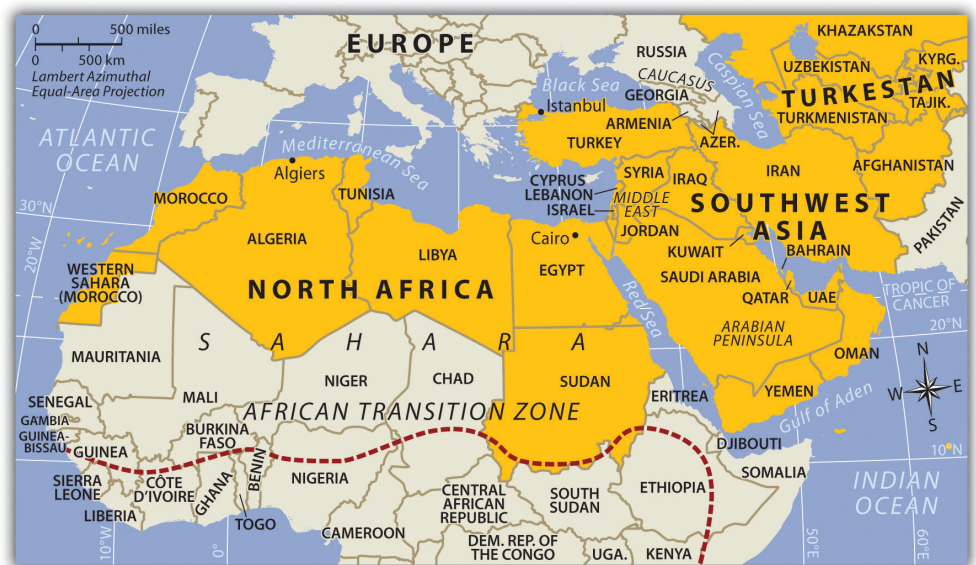 0 500 miles
0 500 km
Lambert Azimuthal
Equal-Area Projection
EUROPE
RUSSIA
KAZAKHSTAN
UZBEKISTAN
KYRG.
TURKESTAN
TAJIK.
TURKMENISTAN
CAUCASUS
GEORGIA
Caspian Sea
Black Sea
Istanbul
ARMENIA
AZER.
TURKEY
ATLANTIC
OCEAN
Mediterranean Sea
Algiers
MOROCCO
TUNISIA
CYPRUS
LEBANON
ISRAEL
SYRIA
IRAQ
MIDDLE
EAST
JORDAN
IRAN
AFGHANISTAN
PAKISTAN
SOUTHWEST
ASIA
KUWAIT
BAHRAIN
30°N
20°W
ALGERIA
LIBYA
Cairo
EGYPT
WESTERN
SAHARA
(MOROCCO)
NORTH AFRICA
SAUDI ARABIA
QATAR
UAE
TROPIC OF
CANCER
20°N
Red Sea
ARABIAN
PENINSULA
OMAN
YEMEN
Gulf of Aden
N
W E
S
SAHARA
MAURITANIA
MALI
NIGER
CHAD
SUDAN
ERITREA
SENEGAL
GAMBIA
GUINEA-
BISSAU
GUINEA
BURKINA
FASO
AFRICAN TRANSITION ZONE
DJIBOUTI
SOMALIA
10°N
SIERRA
LEONE
LIBERIA
CÔTE
D'IVOIRE
GHANA
TOGO
BENIN
NIGERIA
CAMEROON
CENTRAL
AFRICAN
REPUBLIC
SOUTH
SUDAN
ETHIOPIA
INDIAN
OCEAN
DEM. REP. OF
THE CONGO
UGA.
KENYA
10°W
0°
50°E
60°E